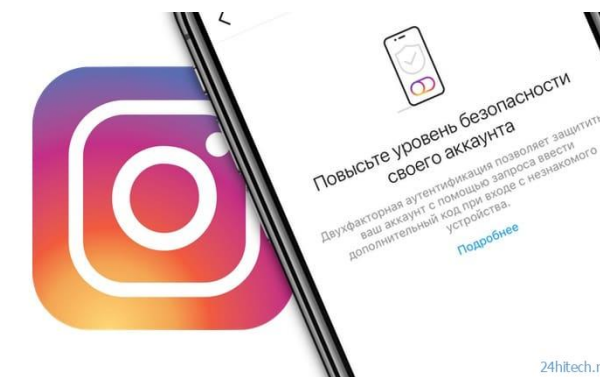 Повысьте уровень безопасности
своего аккаунта
Двухфакторная аутентификация позволяет защитить
ваш аккаунт с помощью запроса ввести
дополнительный код при входе с незнакомого
устройства.
Подробнее